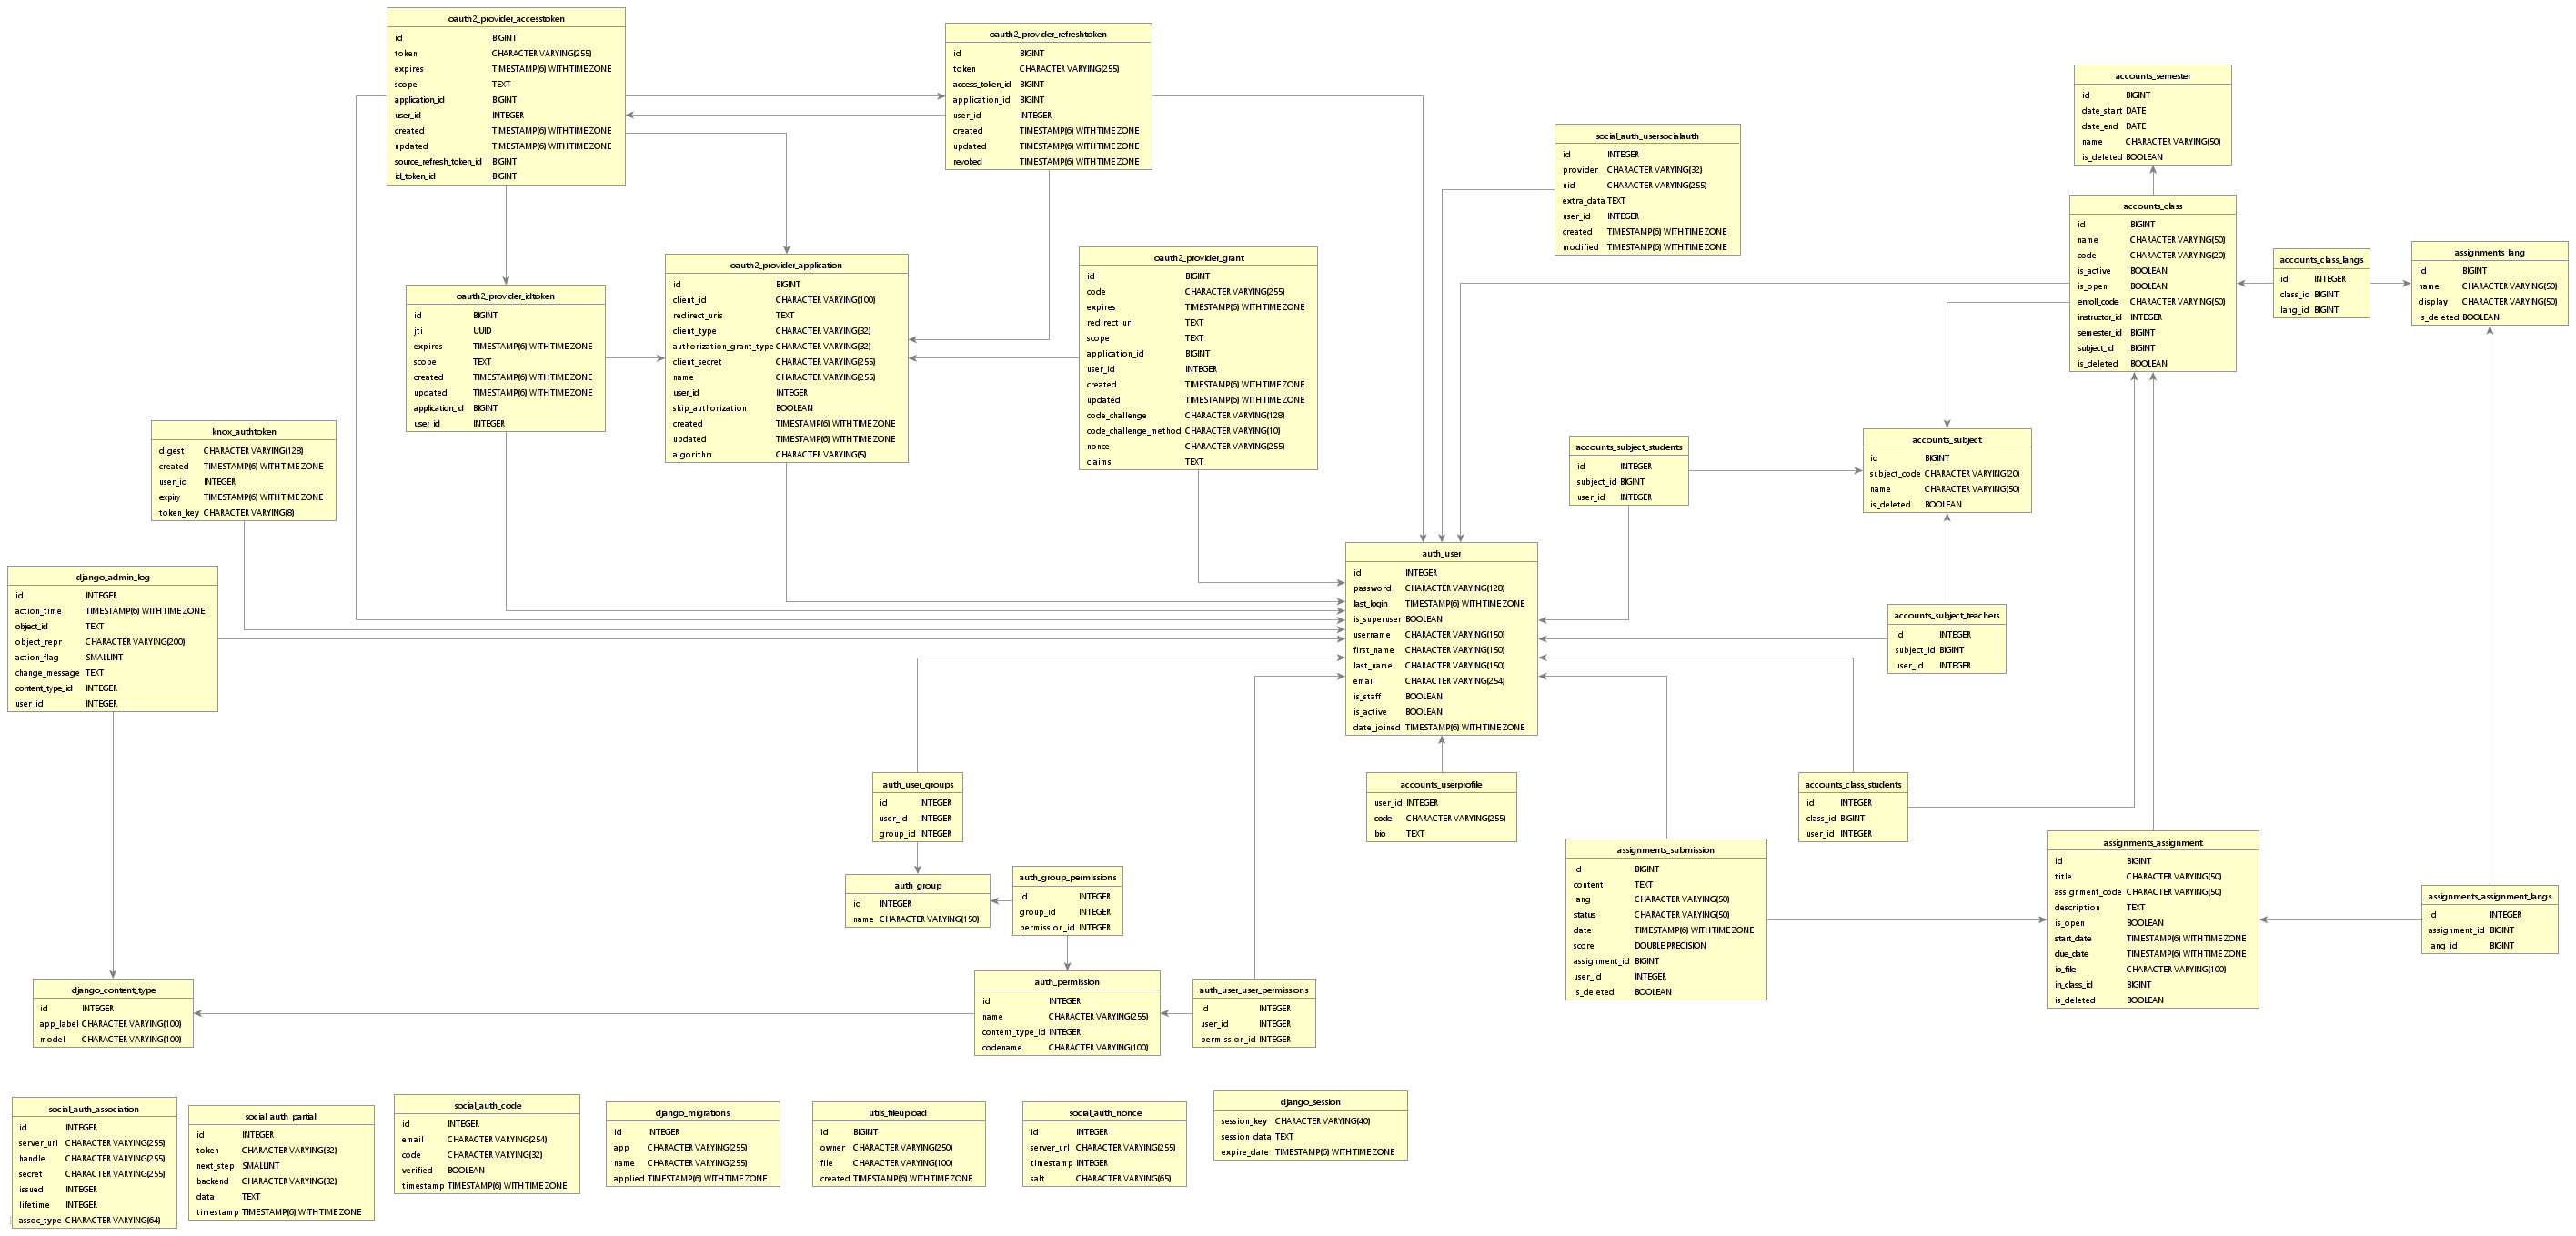 oauth2_provider_accesstoken
id BIGINT
token CHARACTER VARYING(255)
expires TIMESTAMP(6) WITH TIME ZONE
scope TEXT
application_id BIGINT
user_id INTEGER
created TIMESTAMP(6) WITH TIME ZONE
updated TIMESTAMP(6) WITH TIME ZONE
source_refresh_token_id BIGINT
id_token_id BIGINT
oauth2_provider_refreshtoken
id BIGINT
token CHARACTER VARYING(255)
access_token_id BIGINT
application_id BIGINT
user_id INTEGER
created TIMESTAMP(6) WITH TIME ZONE
updated TIMESTAMP(6) WITH TIME ZONE
revoked TIMESTAMP(6) WITH TIME ZONE
accounts_semester
id BIGINT
date_start DATE
date_end DATE
name CHARACTER VARYING(50)
is_deleted BOOLEAN
social_auth_usersocialauth
id INTEGER
provider CHARACTER VARYING(32)
uid CHARACTER VARYING(255)
extra_data TEXT
user_id INTEGER
created TIMESTAMP(6) WITH TIME ZONE
modified TIMESTAMP(6) WITH TIME ZONE
accounts_class
id BIGINT
name CHARACTER VARYING(50)
code CHARACTER VARYING(20)
is_active BOOLEAN
is_open BOOLEAN
enroll_code CHARACTER VARYING(50)
instructor_id INTEGER
semester_id BIGINT
subject_id BIGINT
is_deleted BOOLEAN
accounts_class_langs
id INTEGER
class_id BIGINT
lang_id BIGINT
assignments_lang
id BIGINT
name CHARACTER VARYING(50)
display CHARACTER VARYING(50)
is_deleted BOOLEAN
oauth2_provider_idtoken
id BIGINT
jti UUID
expires TIMESTAMP(6) WITH TIME ZONE
scope TEXT
created TIMESTAMP(6) WITH TIME ZONE
updated TIMESTAMP(6) WITH TIME ZONE
application_id BIGINT
user_id INTEGER
oauth2_provider_application
id BIGINT
client_id CHARACTER VARYING(100)
redirect_uris TEXT
client_type CHARACTER VARYING(32)
authorization_grant_type CHARACTER VARYING(32)
client_secret CHARACTER VARYING(255)
name CHARACTER VARYING(255)
user_id INTEGER
skip_authorization BOOLEAN
created TIMESTAMP(6) WITH TIME ZONE
updated TIMESTAMP(6) WITH TIME ZONE
algorithm CHARACTER VARYING(5)
oauth2_provider_grant
id BIGINT
code CHARACTER VARYING(255)
expires TIMESTAMP(6) WITH TIME ZONE
redirect_uri TEXT
scope TEXT
application_id BIGINT
user_id INTEGER
created TIMESTAMP(6) WITH TIME ZONE
updated TIMESTAMP(6) WITH TIME ZONE
code_challenge CHARACTER VARYING(128)
code_challenge_method CHARACTER VARYING(10)
nonce CHARACTER VARYING(255)
claims TEXT
knox_authtoken
digest CHARACTER VARYING(128)
created TIMESTAMP(6) WITH TIME ZONE
user_id INTEGER
expiry TIMESTAMP(6) WITH TIME ZONE
token_key CHARACTER VARYING(8)
accounts_subject_students
id INTEGER
subject_id BIGINT
user_id INTEGER
accounts_subject
id BIGINT
subject_code CHARACTER VARYING(20)
name CHARACTER VARYING(50)
is_deleted BOOLEAN
django_admin_log
id INTEGER
action_time TIMESTAMP(6) WITH TIME ZONE
object_id TEXT
object_repr CHARACTER VARYING(200)
action_flag SMALLINT
change_message TEXT
content_type_id INTEGER
user_id INTEGER
auth_user
id INTEGER
password CHARACTER VARYING(128)
last_login TIMESTAMP(6) WITH TIME ZONE
is_superuser BOOLEAN
username CHARACTER VARYING(150)
first_name CHARACTER VARYING(150)
last_name CHARACTER VARYING(150)
email CHARACTER VARYING(254)
is_staff BOOLEAN
is_active BOOLEAN
date_joined TIMESTAMP(6) WITH TIME ZONE
accounts_subject_teachers
id INTEGER
subject_id BIGINT
user_id INTEGER
auth_user_groups
id INTEGER
user_id INTEGER
group_id INTEGER
accounts_userprofile
user_id INTEGER
code CHARACTER VARYING(255)
bio TEXT
accounts_class_students
id INTEGER
class_id BIGINT
user_id INTEGER
auth_group
id INTEGER
name CHARACTER VARYING(150)
auth_group_permissions
id INTEGER
group_id INTEGER
permission_id INTEGER
assignments_submission
id BIGINT
content TEXT
lang CHARACTER VARYING(50)
status CHARACTER VARYING(50)
date TIMESTAMP(6) WITH TIME ZONE
score DOUBLE PRECISION
assignment_id BIGINT
user_id INTEGER
is_deleted BOOLEAN
assignments_assignment
id BIGINT
title CHARACTER VARYING(50)
assignment_code CHARACTER VARYING(50)
description TEXT
is_open BOOLEAN
start_date TIMESTAMP(6) WITH TIME ZONE
due_date TIMESTAMP(6) WITH TIME ZONE
io_file CHARACTER VARYING(100)
in_class_id BIGINT
is_deleted BOOLEAN
assignments_assignment_langs
id INTEGER
assignment_id BIGINT
lang_id BIGINT
django_content_type
id INTEGER
app_label CHARACTER VARYING(100)
model CHARACTER VARYING(100)
auth_permission
id INTEGER
name CHARACTER VARYING(255)
content_type_id INTEGER
codename CHARACTER VARYING(100)
auth_user_user_permissions
id INTEGER
user_id INTEGER
permission_id INTEGER
social_auth_association
id INTEGER
server_url CHARACTER VARYING(255)
handle CHARACTER VARYING(255)
secret CHARACTER VARYING(255)
issued INTEGER
lifetime INTEGER
assoc_type CHARACTER VARYING(64)
social_auth_partial
id INTEGER
token CHARACTER VARYING(32)
next_step SMALLINT
backend CHARACTER VARYING(32)
data TEXT
timestamp TIMESTAMP(6) WITH TIME ZONE
social_auth_code
id INTEGER
email CHARACTER VARYING(254)
code CHARACTER VARYING(32)
verified BOOLEAN
timestamp TIMESTAMP(6) WITH TIME ZONE
django_migrations
id INTEGER
app CHARACTER VARYING(255)
name CHARACTER VARYING(255)
applied TIMESTAMP(6) WITH TIME ZONE
utils_fileupload
id BIGINT
owner CHARACTER VARYING(250)
file CHARACTER VARYING(100)
created TIMESTAMP(6) WITH TIME ZONE
social_auth_nonce
id INTEGER
server_url CHARACTER VARYING(255)
timestamp INTEGER
salt CHARACTER VARYING(65)
django_session
session_key CHARACTER VARYING(40)
session_data TEXT
expire_date TIMESTAMP(6) WITH TIME ZONE